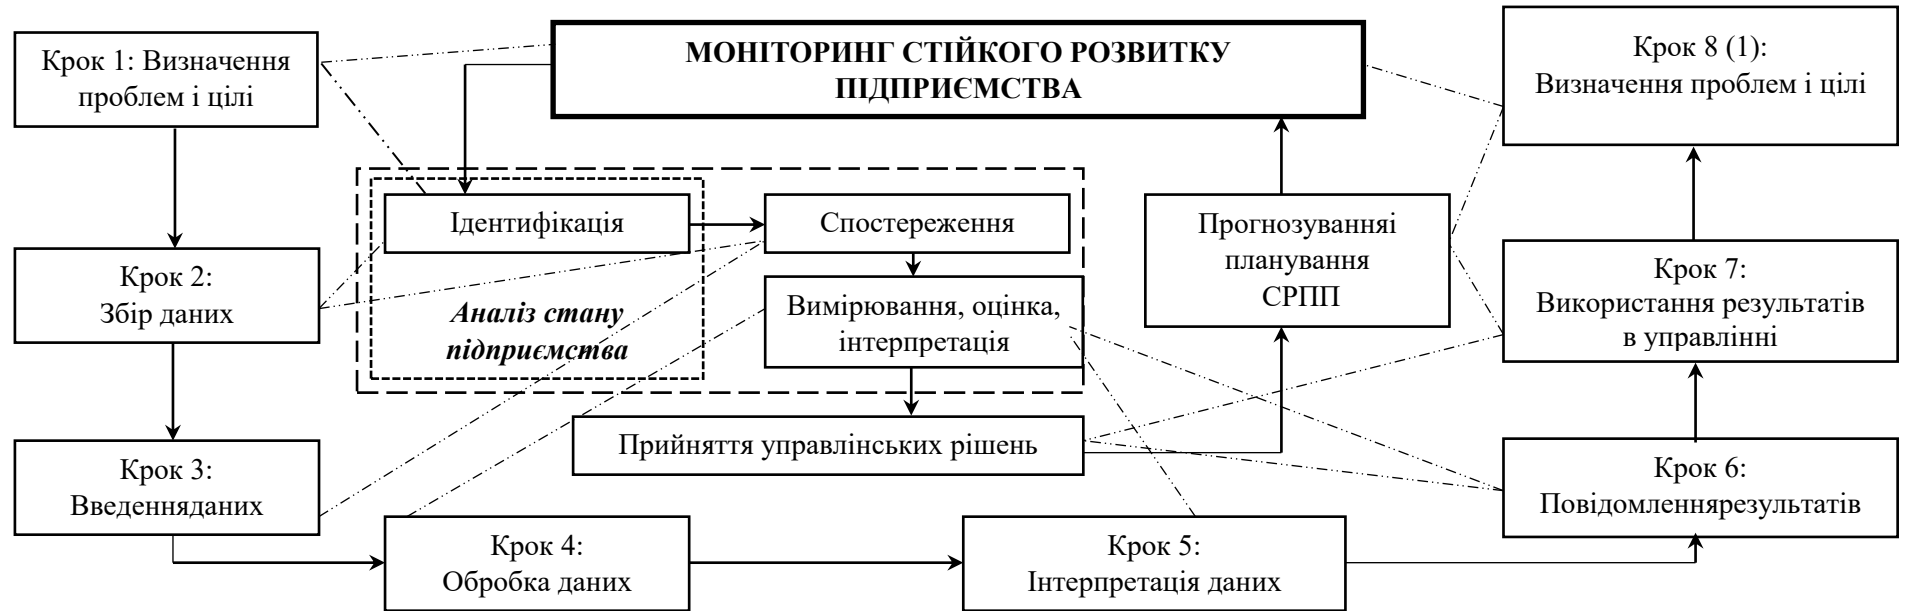 Крок 1: Визначення
проблем і цілі
МОНІТОРИНГ СТІЙКОГО РОЗВИТКУ
ПІДПРИЄМСТВА
Крок 8 (1):
Визначення проблем і цілі
Ідентифікація
Спостереження
Прогнозуванняі
планування
СРПП
Крок 2:
Збір даних
Аналіз стану
підприємства
Вимірювання, оцінка,
інтерпретація
Крок 7:
Використання результатів
в управлінні
Прийняття управлінських рішень
Крок 3:
Введенняданих
Крок 6:
Повідомленнярезультатів
Крок 4:
Обробка даних
Крок 5:
Інтерпретація даних